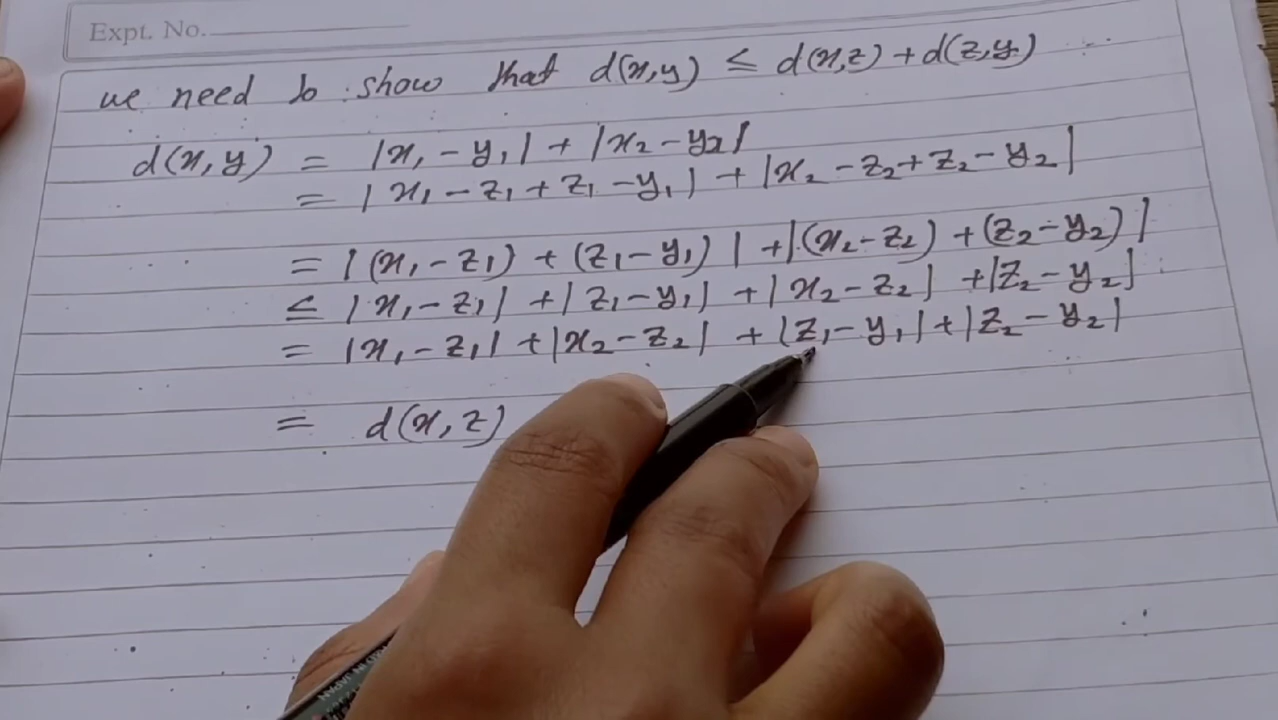 Expt. No.
we need to show that d(x,y) ≤ d(x,z) + d(z,y)
d(x,y) = |x₁ - y₁| + |x₂ - y₂|
= | x₁ - z₁ + z₁ - y₁ | + |x₂ - z₂ + z₂ - y₂ |
= | (x₁ - z₁) + (z₁ - y₁) | + | (x₂ - z₂) + (z₂ - y₂) |
≤ | x₁ - z₁ | + | z₁ - y₁ | + | x₂ - z₂ | + |z₂ - y₂ |
= |x₁ - z₁ | + |x₂ - z₂ | + |z₁ - y₁ | + |z₂ - y₂ |
= d(x,z)